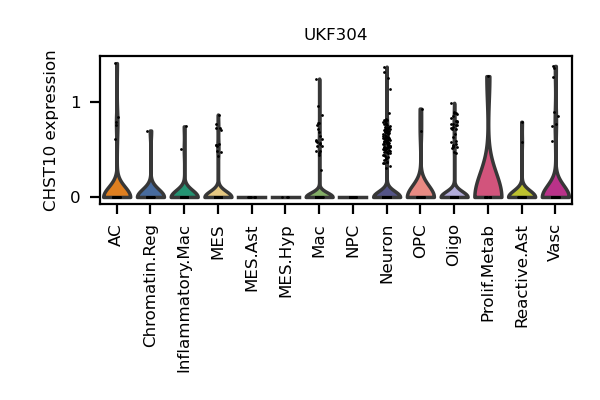 UKF304
CHST10 expression
1
0
AC
Chromatin.Reg
Inflammatory.Mac
MES
MES.Ast
MES.Hyp
Mac
NPC
Neuron
OPC
Oligo
Prolif.Metab
Reactive.Ast
Vasc